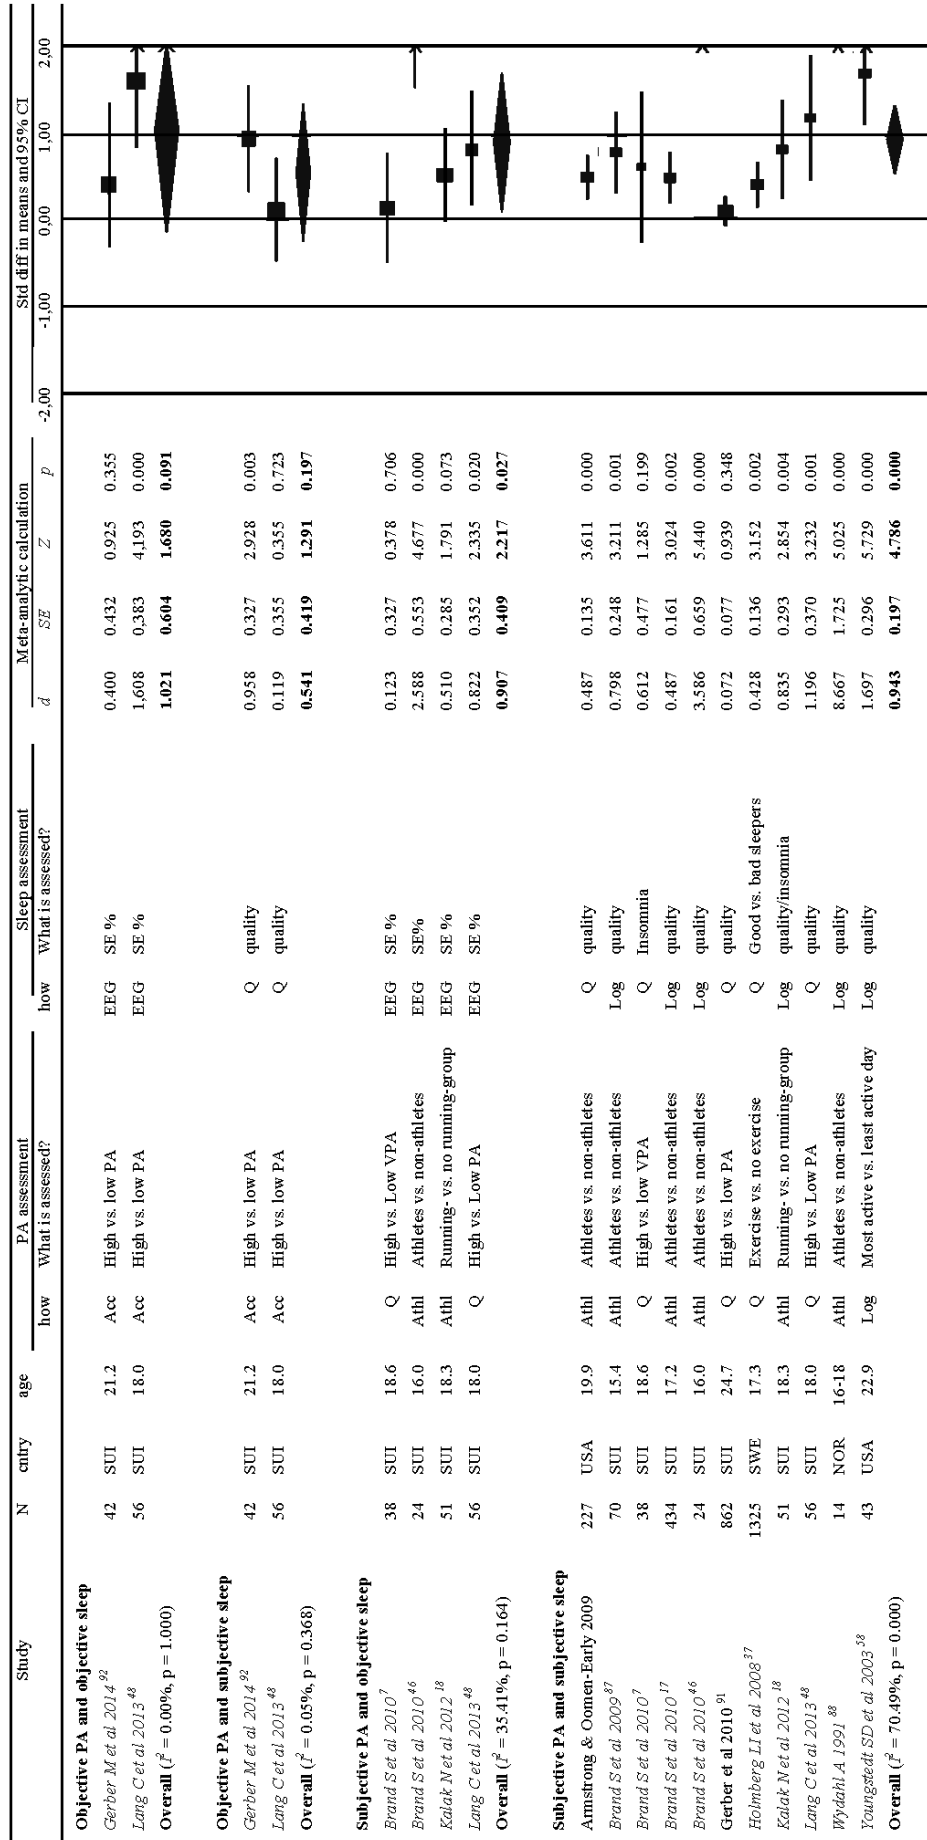 Study N cntry age PA assessment Sleep assessment Meta-analytic calculation Std diff in means and 95% CI
how What is assessed? how What is assessed? d SE Z p -2,00 -1,00 0,00 1,00 2,00
Objective PA and objective sleep
Gerber M et al 2014 92 42 SUI 21.2 Acc High vs. low PA EEG SE % 0.400 0.432 0.925 0.355
Lang C et al 2013 48 56 SUI 18.0 Acc High vs. low PA EEG SE % 1,608 0,383 4,193 0.000
Overall (I² = 0.00%, p = 1.000) 1.021 0.604 1.680 0.091
Objective PA and subjective sleep
Gerber M et al 2014 92 42 SUI 21.2 Acc High vs. low PA Q quality 0.958 0.327 2.928 0.003
Lang C et al 2013 48 56 SUI 18.0 Acc High vs. low PA Q quality 0.119 0.355 0.355 0.723
Overall (I² = 0.05%, p = 0.368) 0.541 0.419 1.291 0.197
Subjective PA and objective sleep
Brand S et al 2010 7 38 SUI 18.6 Q High vs. Low VPA EEG SE % 0.123 0.327 0.378 0.706
Brand S et al 2010 46 24 SUI 16.0 Athl Athletes vs. non-athletes EEG SE% 2.588 0.553 4.677 0.000
Kalak N et al 2012 18 51 SUI 18.3 Athl Running- vs. no running-group EEG SE % 0.510 0.285 1.791 0.073
Lang C et al 2013 48 56 SUI 18.0 Q High vs. Low PA EEG SE % 0.822 0.352 2.335 0.020
Overall (I² = 35.41%, p = 0.164) 0.907 0.409 2.217 0.027
Subjective PA and subjective sleep
Armstrong & Oomen-Early 2009 227 USA 19.9 Athl Athletes vs. non-athletes Q quality 0.487 0.135 3.611 0.000
Brand S et al 2009 87 70 SUI 15.4 Athl Athletes vs. non-athletes Log quality 0.798 0.248 3.211 0.001
Brand S et al 2010 7 38 SUI 18.6 Q High vs. low VPA Q Insomnia 0.612 0.477 1.285 0.199
Brand S et al 2010 17 434 SUI 17.2 Athl Athletes vs. non-athletes Log quality 0.487 0.161 3.024 0.002
Brand S et al 2010 46 24 SUI 16.0 Athl Athletes vs. non-athletes Log quality 3.586 0.659 5.440 0.000
Gerber et al 2010 91 862 SUI 24.7 Q High vs. low PA Q quality 0.072 0.077 0.939 0.348
Holmberg LI et al 2008 37 1325 SWE 17.3 Q Exercise vs. no exercise Q Good vs. bad sleepers 0.428 0.136 3.152 0.002
Kalak N et al 2012 18 51 SUI 18.3 Athl Running- vs. no running-group Log quality/insomnia 0.835 0.293 2.854 0.004
Lang C et al 2013 48 56 SUI 18.0 Q High vs. Low PA Q quality 1.196 0.370 3.232 0.001
Wydahl A 1991 88 14 NOR 16-18 Athl Athletes vs. non-athletes Log quality 8.667 1.725 5.025 0.000
Youngstedt SD et al 2003 58 43 USA 22.9 Log Most active vs. least active day Log quality 1.697 0.296 5.729 0.000
Overall (I² = 70.49%, p = 0.000) 0.943 0.197 4.786 0.000